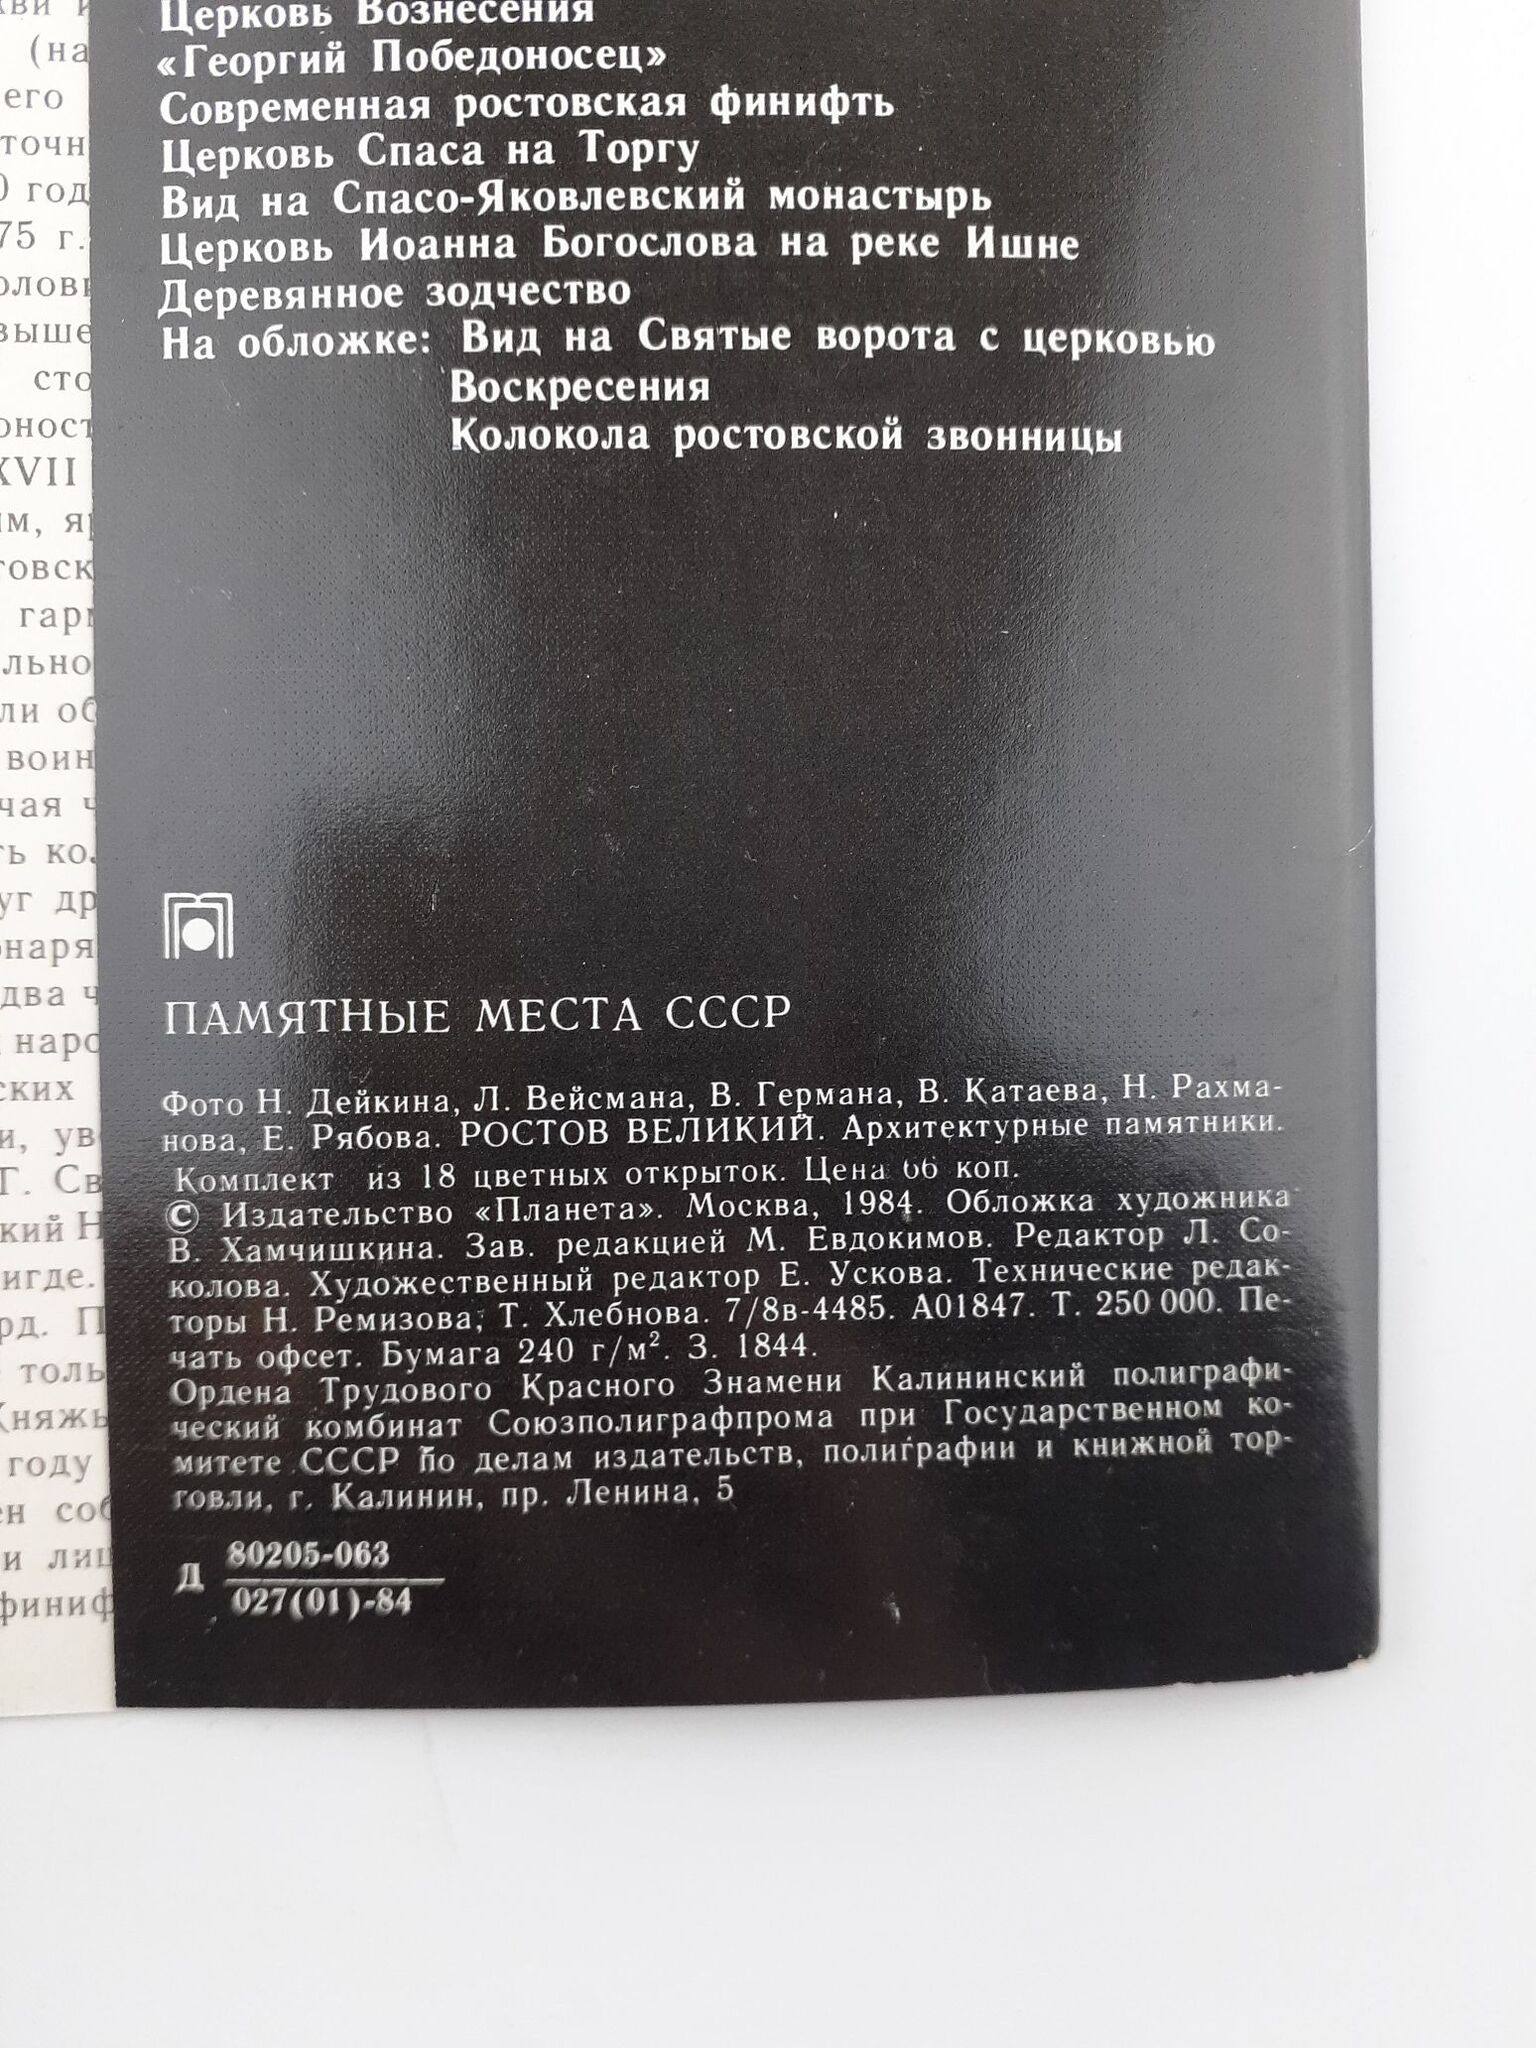 Церковь Вознесения
«Георгий Победоносец»
Современная ростовская финифть
Церковь Спаса на Торгу
Вид на Спасо-Яковлевский монастырь
Церковь Иоанна Богослова на реке Ишне
Деревянное зодчество
На обложке: Вид на Святые ворота с церковью
Воскресения
Колокола ростовской звонницы
ПАМЯТНЫЕ МЕСТА СССР
Фото Н. Дейкина, Л. Вейсмана, В. Германа, В. Катаева, Н. Рахма-
нова, Е. Рябова. РОСТОВ ВЕЛИКИЙ. Архитектурные памятники.
Комплект из 18 цветных открыток. Цена 66 коп.
© Издательство «Планета». Москва, 1984. Обложка художника
В. Хамчишкина. Зав. редакцией М. Евдокимов. Редактор Л. Со-
колова. Художественный редактор Е. Ускова. Технические редак-
торы Н. Ремизова, Т. Хлебнова. 7/8в-4485. А01847. Т. 250 000. Пе-
чать офсет. Бумага 240 г/м². З. 1844.
Ордена Трудового Красного Знамени Калининский полиграфи-
ческий комбинат Союзполиграфпрома при Государственном ко-
митете СССР по делам издательств, полиграфии и книжной тор-
говли, г. Калинин, пр. Ленина, 5
Д 80205-063
027(01)-84